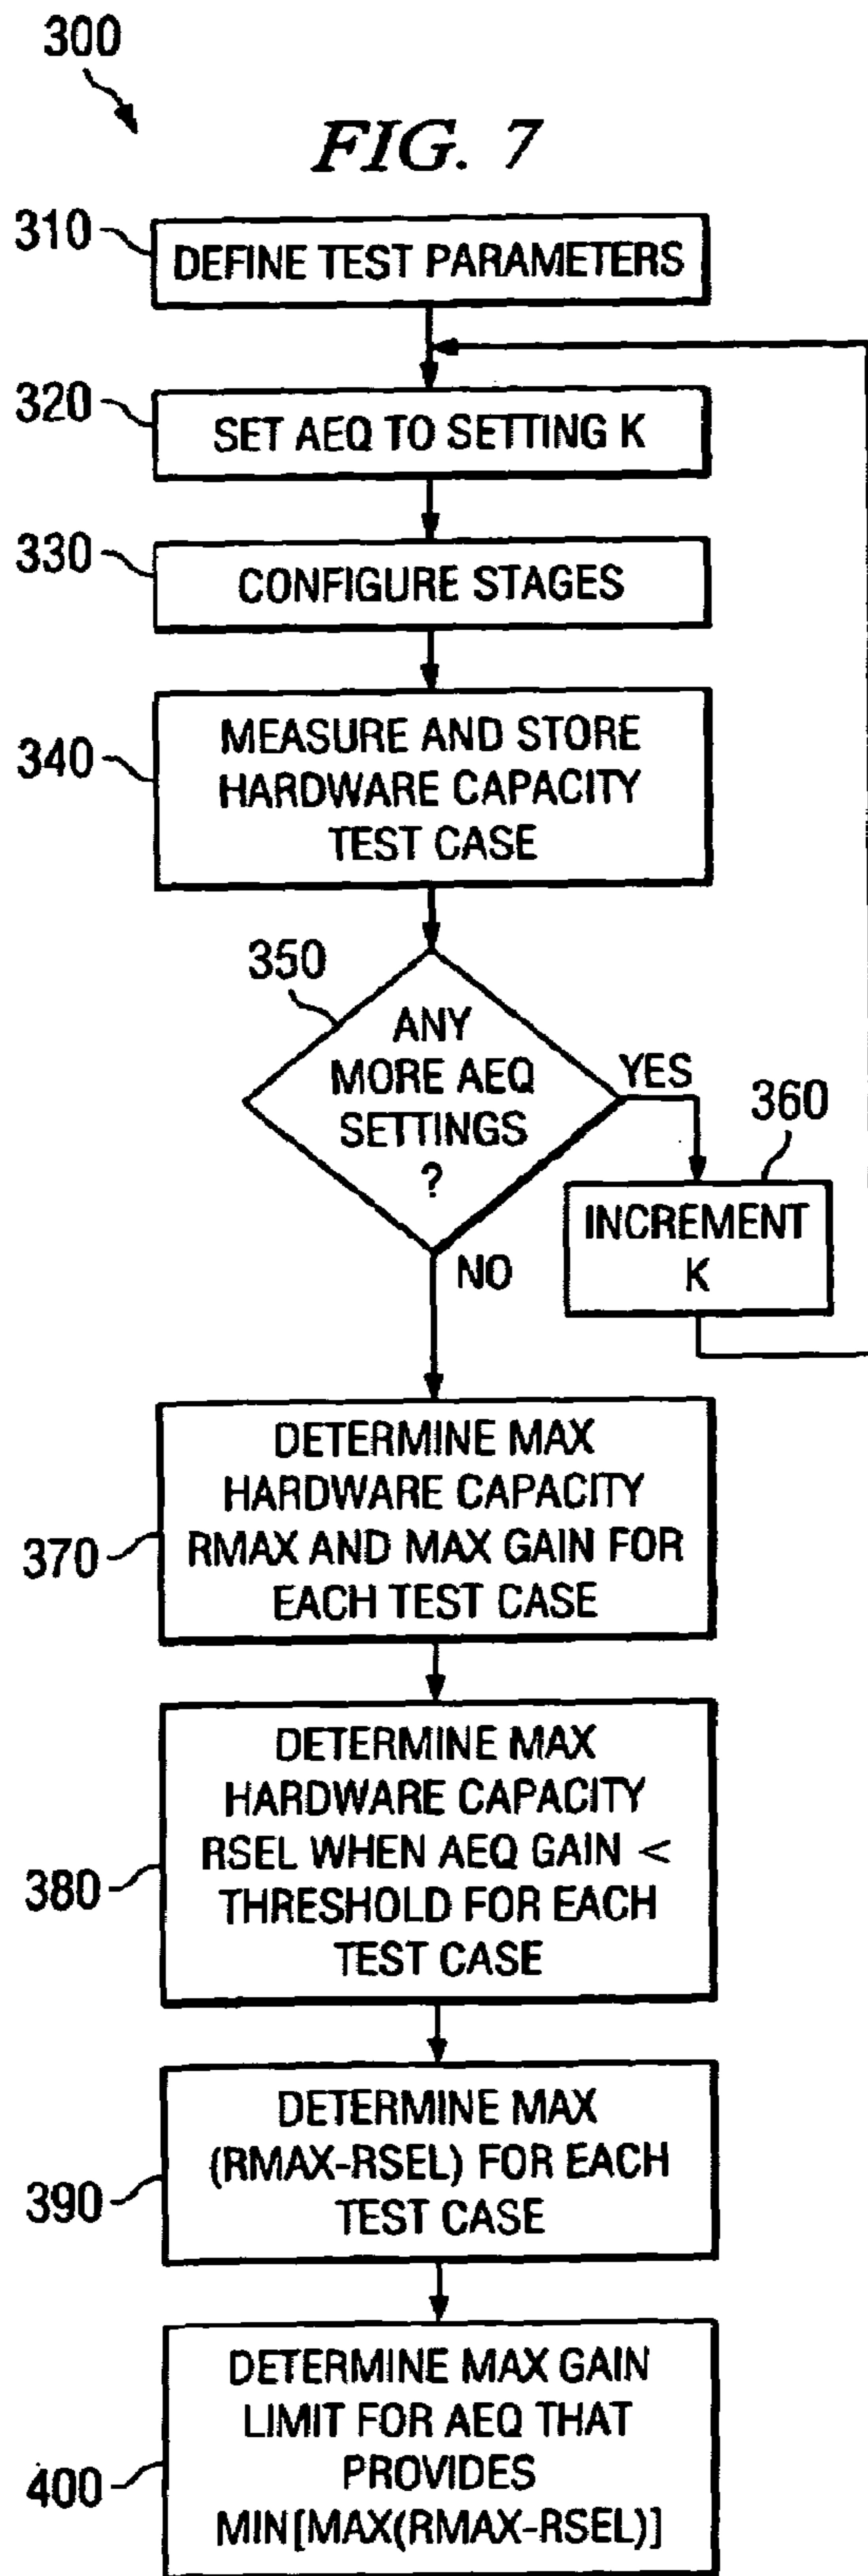 300
FIG. 7
310
DEFINE TEST PARAMETERS
320
SET AEQ TO SETTING K
330
CONFIGURE STAGES
340
MEASURE AND STORE
HARDWARE CAPACITY
TEST CASE
350
ANY
MORE AEQ
SETTINGS
?
YES
360
INCREMENT
K
NO
370
DETERMINE MAX
HARDWARE CAPACITY
RMAX AND MAX GAIN FOR
EACH TEST CASE
380
DETERMINE MAX
HARDWARE CAPACITY
RSEL WHEN AEQ GAIN <
THRESHOLD FOR EACH
TEST CASE
390
DETERMINE MAX
(RMAX-RSEL) FOR EACH
TEST CASE
400
DETERMINE MAX GAIN
LIMIT FOR AEQ THAT
PROVIDES
MIN[MAX(RMAX-RSEL)]